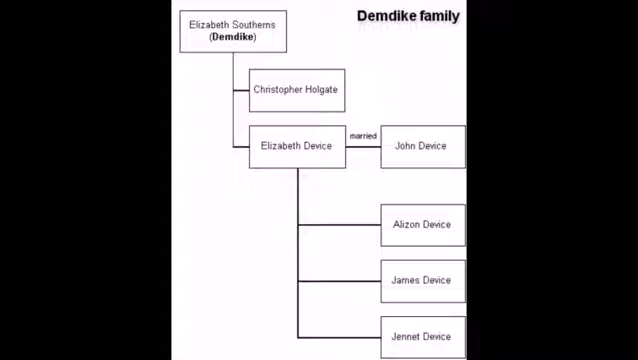 Demdike family
Elizabeth Southerns
(Demdike)
Christopher Holgate
Elizabeth Device
married
John Device
Alizon Device
James Device
Jennet Device